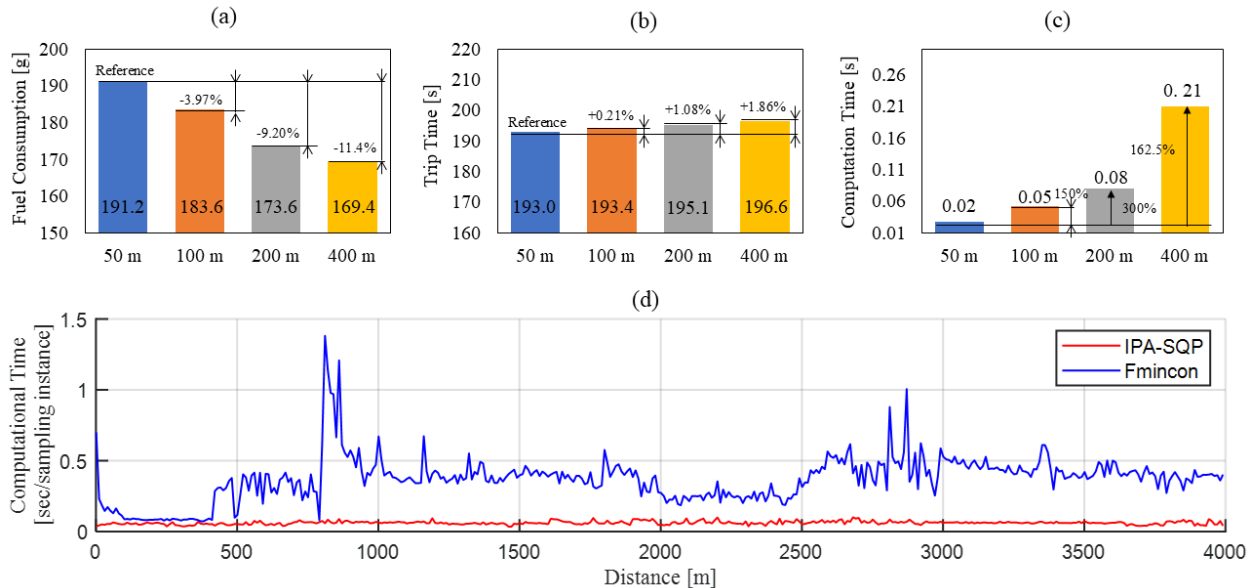 (a)
Fuel Consumption [g]
200
190
180
170
160
150
Reference
-3.97%
-9.20%
-11.4%
191.2
183.6
173.6
169.4
50 m
100 m
200 m
400 m
(b)
Trip Time [s]
220
210
200
190
180
170
160
Reference
+0.21%
+1.08%
+1.86%
193.0
193.4
195.1
196.6
50 m
100 m
200 m
400 m
(c)
Computation Time [s]
0.26
0.21
0.16
0.11
0.06
0.01
0.02
0.05
150%
0.08
300%
162.5%
0. 21
50 m
100 m
200 m
400 m
(d)
Computational Time
[sec/sampling instance]
1.5
1
0.5
0
IPA-SQP
Fmincon
0
500
1000
1500
2000
2500
3000
3500
4000
Distance [m]